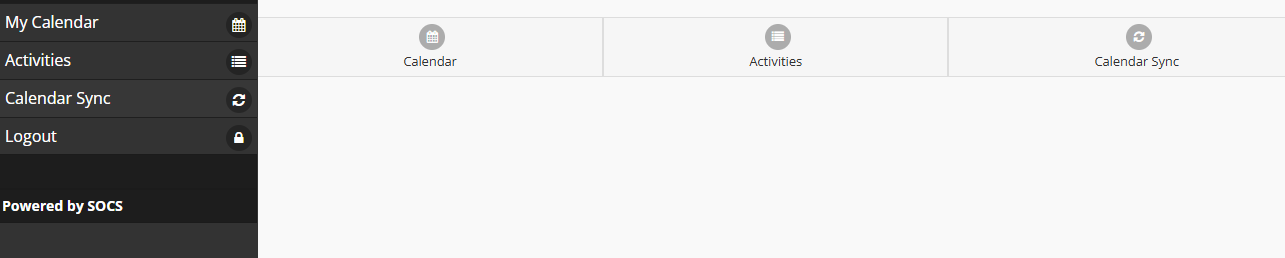 My Calendar
Activities
Calendar Sync
Logout
Powered by SOCS
Calendar
Activities
Calendar Sync